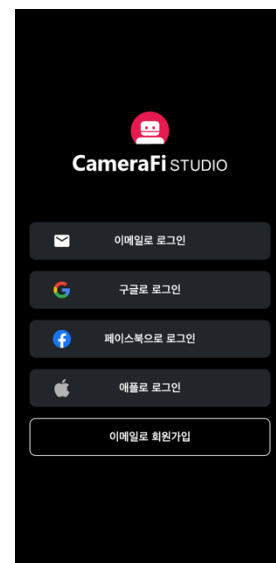 CameraFi STUDIO
이메일로 로그인
구글로 로그인
페이스북으로 로그인
애플로 로그인
이메일로 회원가입